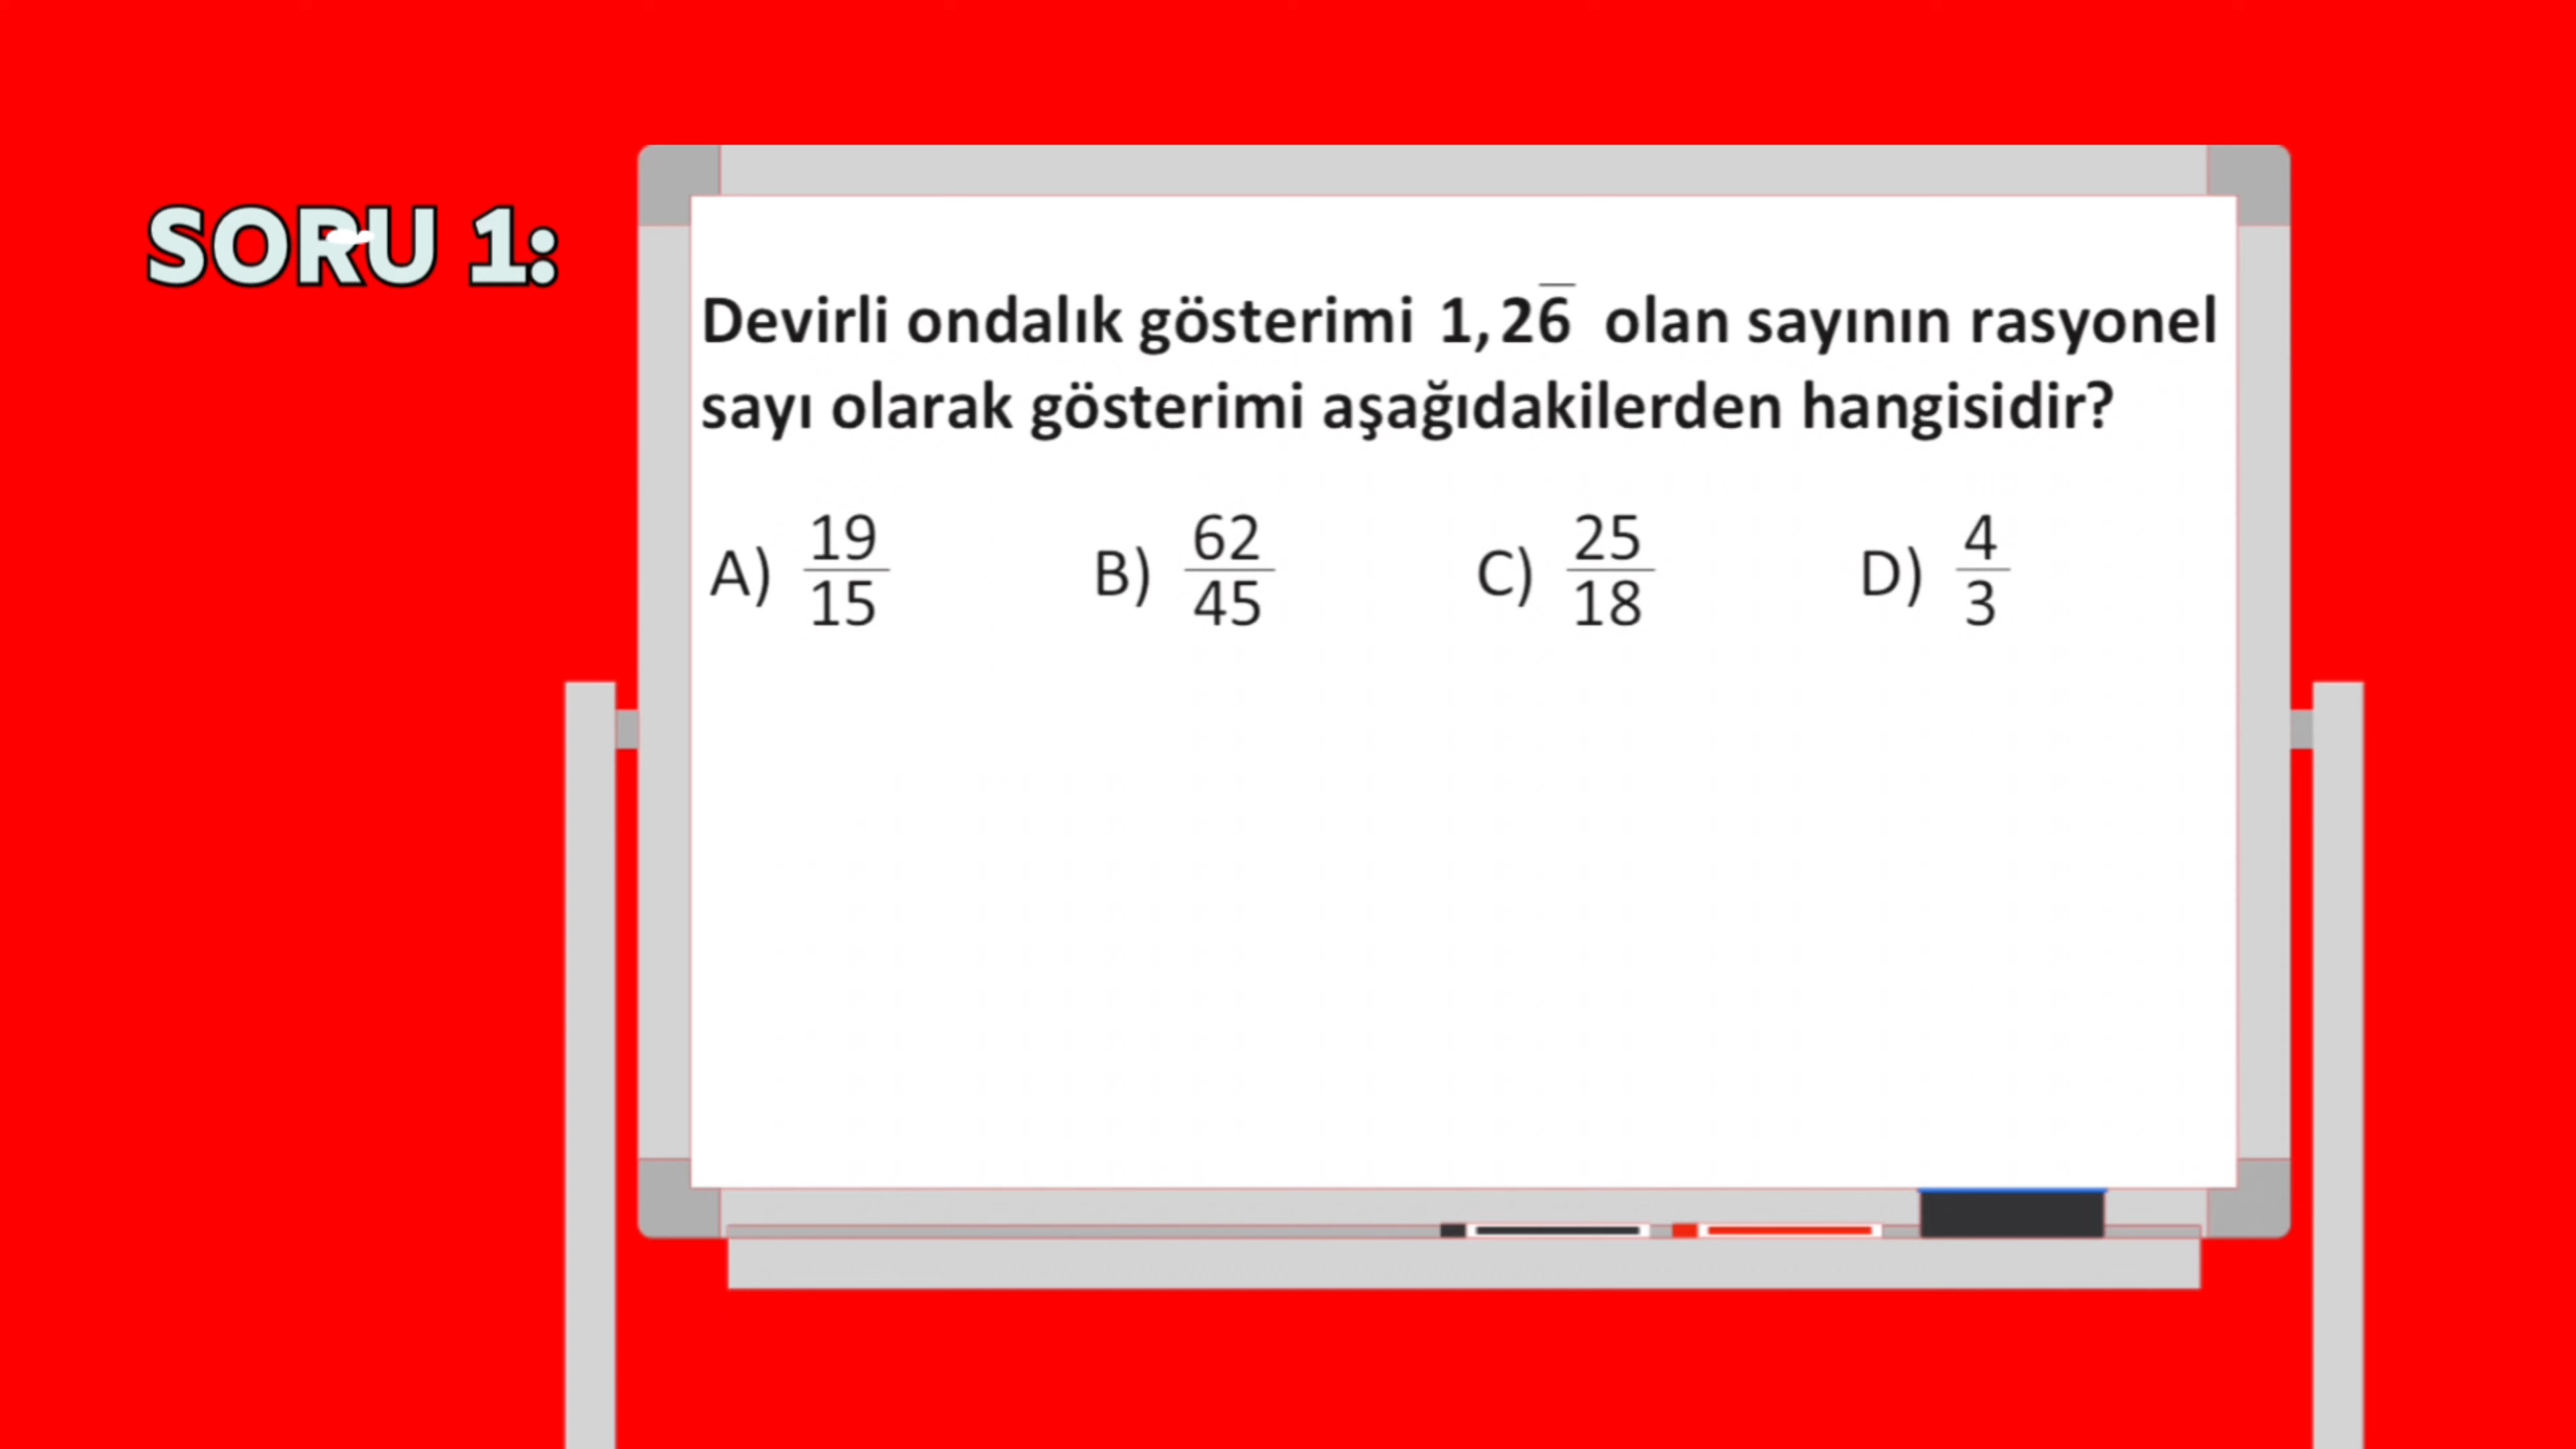 SORU 1:
Devirli ondalık gösterimi 1,26̅ olan sayının rasyonel
sayı olarak gösterimi aşağıdakilerden hangisidir?
A) 19/15 B) 62/45 C) 25/18 D) 4/3